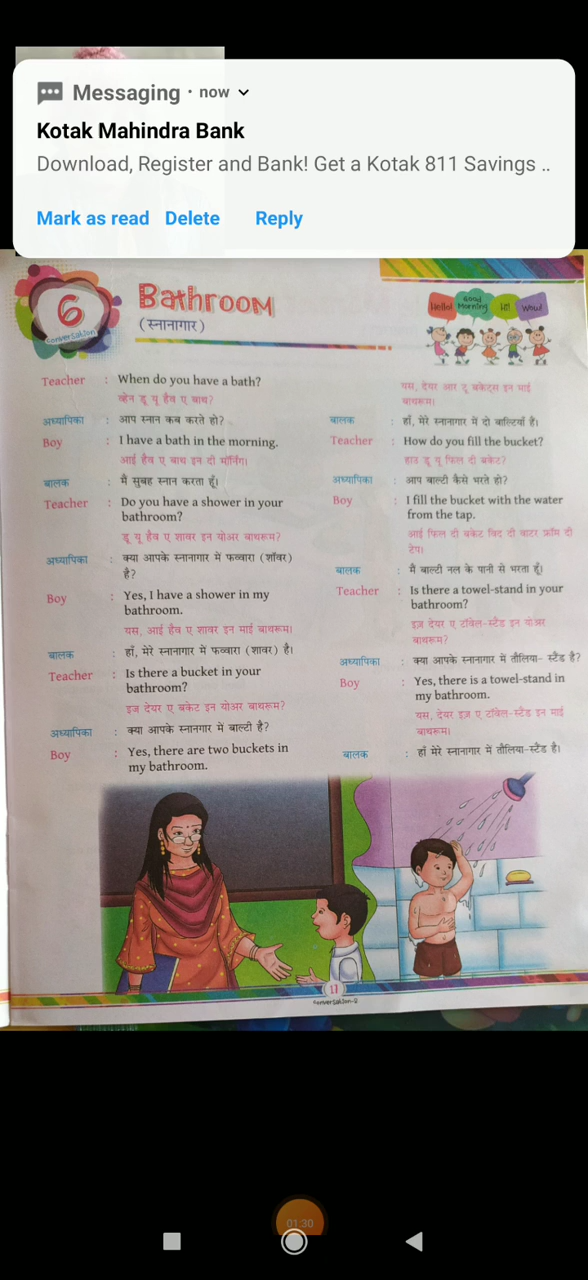 Messaging · now
Kotak Mahindra Bank
Download, Register and Bank! Get a Kotak 811 Savings ..
Mark as read Delete Reply
6
conversation
Bathroom
(स्नानागार)
Hello! Good Morning Hi! Wow!
Teacher : When do you have a bath?
व्हेन डू यू हैव ए बाथ?
अध्यापिका : आप स्नान कब करते हो?
Boy : I have a bath in the morning.
आई हैव ए बाथ इन दी मॉर्निंग।
बालक : मैं सुबह स्नान करता हूँ।
Teacher : Do you have a shower in your
bathroom?
डू यू हैव ए शावर इन योअर बाथरूम?
अध्यापिका : क्या आपके स्नानागार में फव्वारा (शॉवर)
है?
Boy : Yes, I have a shower in my
bathroom.
यस, आई हैव ए शावर इन माई बाथरूम।
बालक : हाँ, मेरे स्नानागार में फव्वारा (शावर) है।
Teacher : Is there a bucket in your
bathroom?
इज देयर ए बकेट इन योअर बाथरूम?
अध्यापिका : क्या आपके स्नानगार में बाल्टी है?
Boy : Yes, there are two buckets in
my bathroom.
यस, देयर आर टू बकेट्स इन माई
बाथरूम।
बालक : हाँ, मेरे स्नानागार में दो बाल्टियाँ हैं।
Teacher : How do you fill the bucket?
हाउ डू यू फिल दी बकेट?
अध्यापिका : आप बाल्टी कैसे भरते हो?
Boy : I fill the bucket with the water
from the tap.
आई फिल दी बकेट विद दी वाटर फ्रॉम दी
टेप।
बालक : मैं बाल्टी नल के पानी से भरता हूँ।
Teacher : Is there a towel-stand in your
bathroom?
इज़ देयर ए टॉवेल-स्टैंड इन योअर
बाथरूम?
अध्यापिका : क्या आपके स्नानागार में तौलिया- स्टैंड है?
Boy : Yes, there is a towel-stand in
my bathroom.
यस, देयर इज़ ए टॉवेल-स्टैंड इन माई
बाथरूम।
बालक : हाँ मेरे स्नानागार में तौलिया-स्टैंड है।
11
conversation-2
01:30